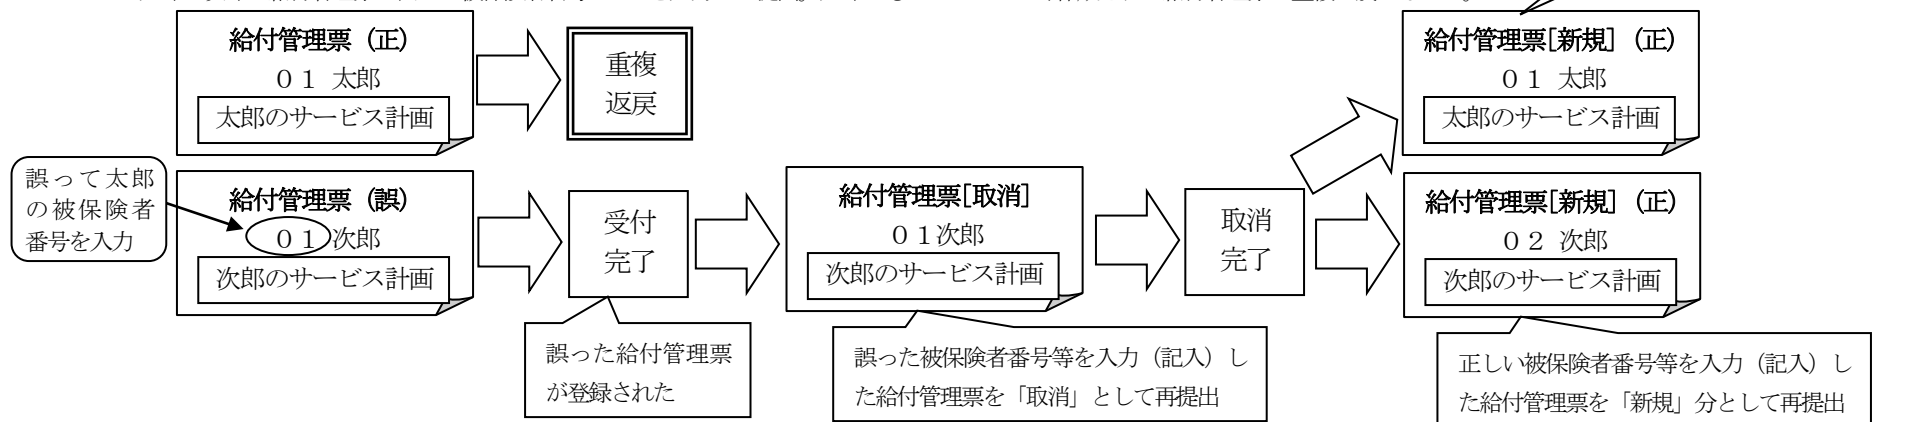 給付管理票（正）
０１ 太郎
太郎のサービス計画
重複
返戻
給付管理票[新規]（正）
０１ 太郎
太郎のサービス計画
誤って太郎
の被保険者
番号を入力
給付管理票（誤）
０１次郎
次郎のサービス計画
受付
完了
給付管理票[取消]
０１次郎
次郎のサービス計画
取消
完了
給付管理票[新規]（正）
０２ 次郎
次郎のサービス計画
誤った給付管理票
が登録された
誤った被保険者番号等を入力（記入）し
た給付管理票を「取消」として再提出
正しい被保険者番号等を入力（記入）し
た給付管理票を「新規」分として再提出